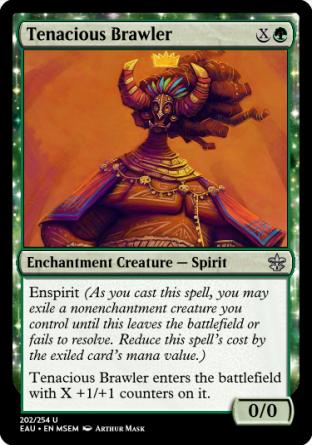 Tenacious Brawler X
Enchantment Creature — Spirit
Enspirit (As you cast this spell, you may
exile a nonenchantment creature you
control until this leaves the battlefield or
fails to resolve. Reduce this spell's cost by
the exiled card's mana value.)
Tenacious Brawler enters the battlefield
with X +1/+1 counters on it.
0/0
202/254 U
EAU • EN MSEM Arthur Mask